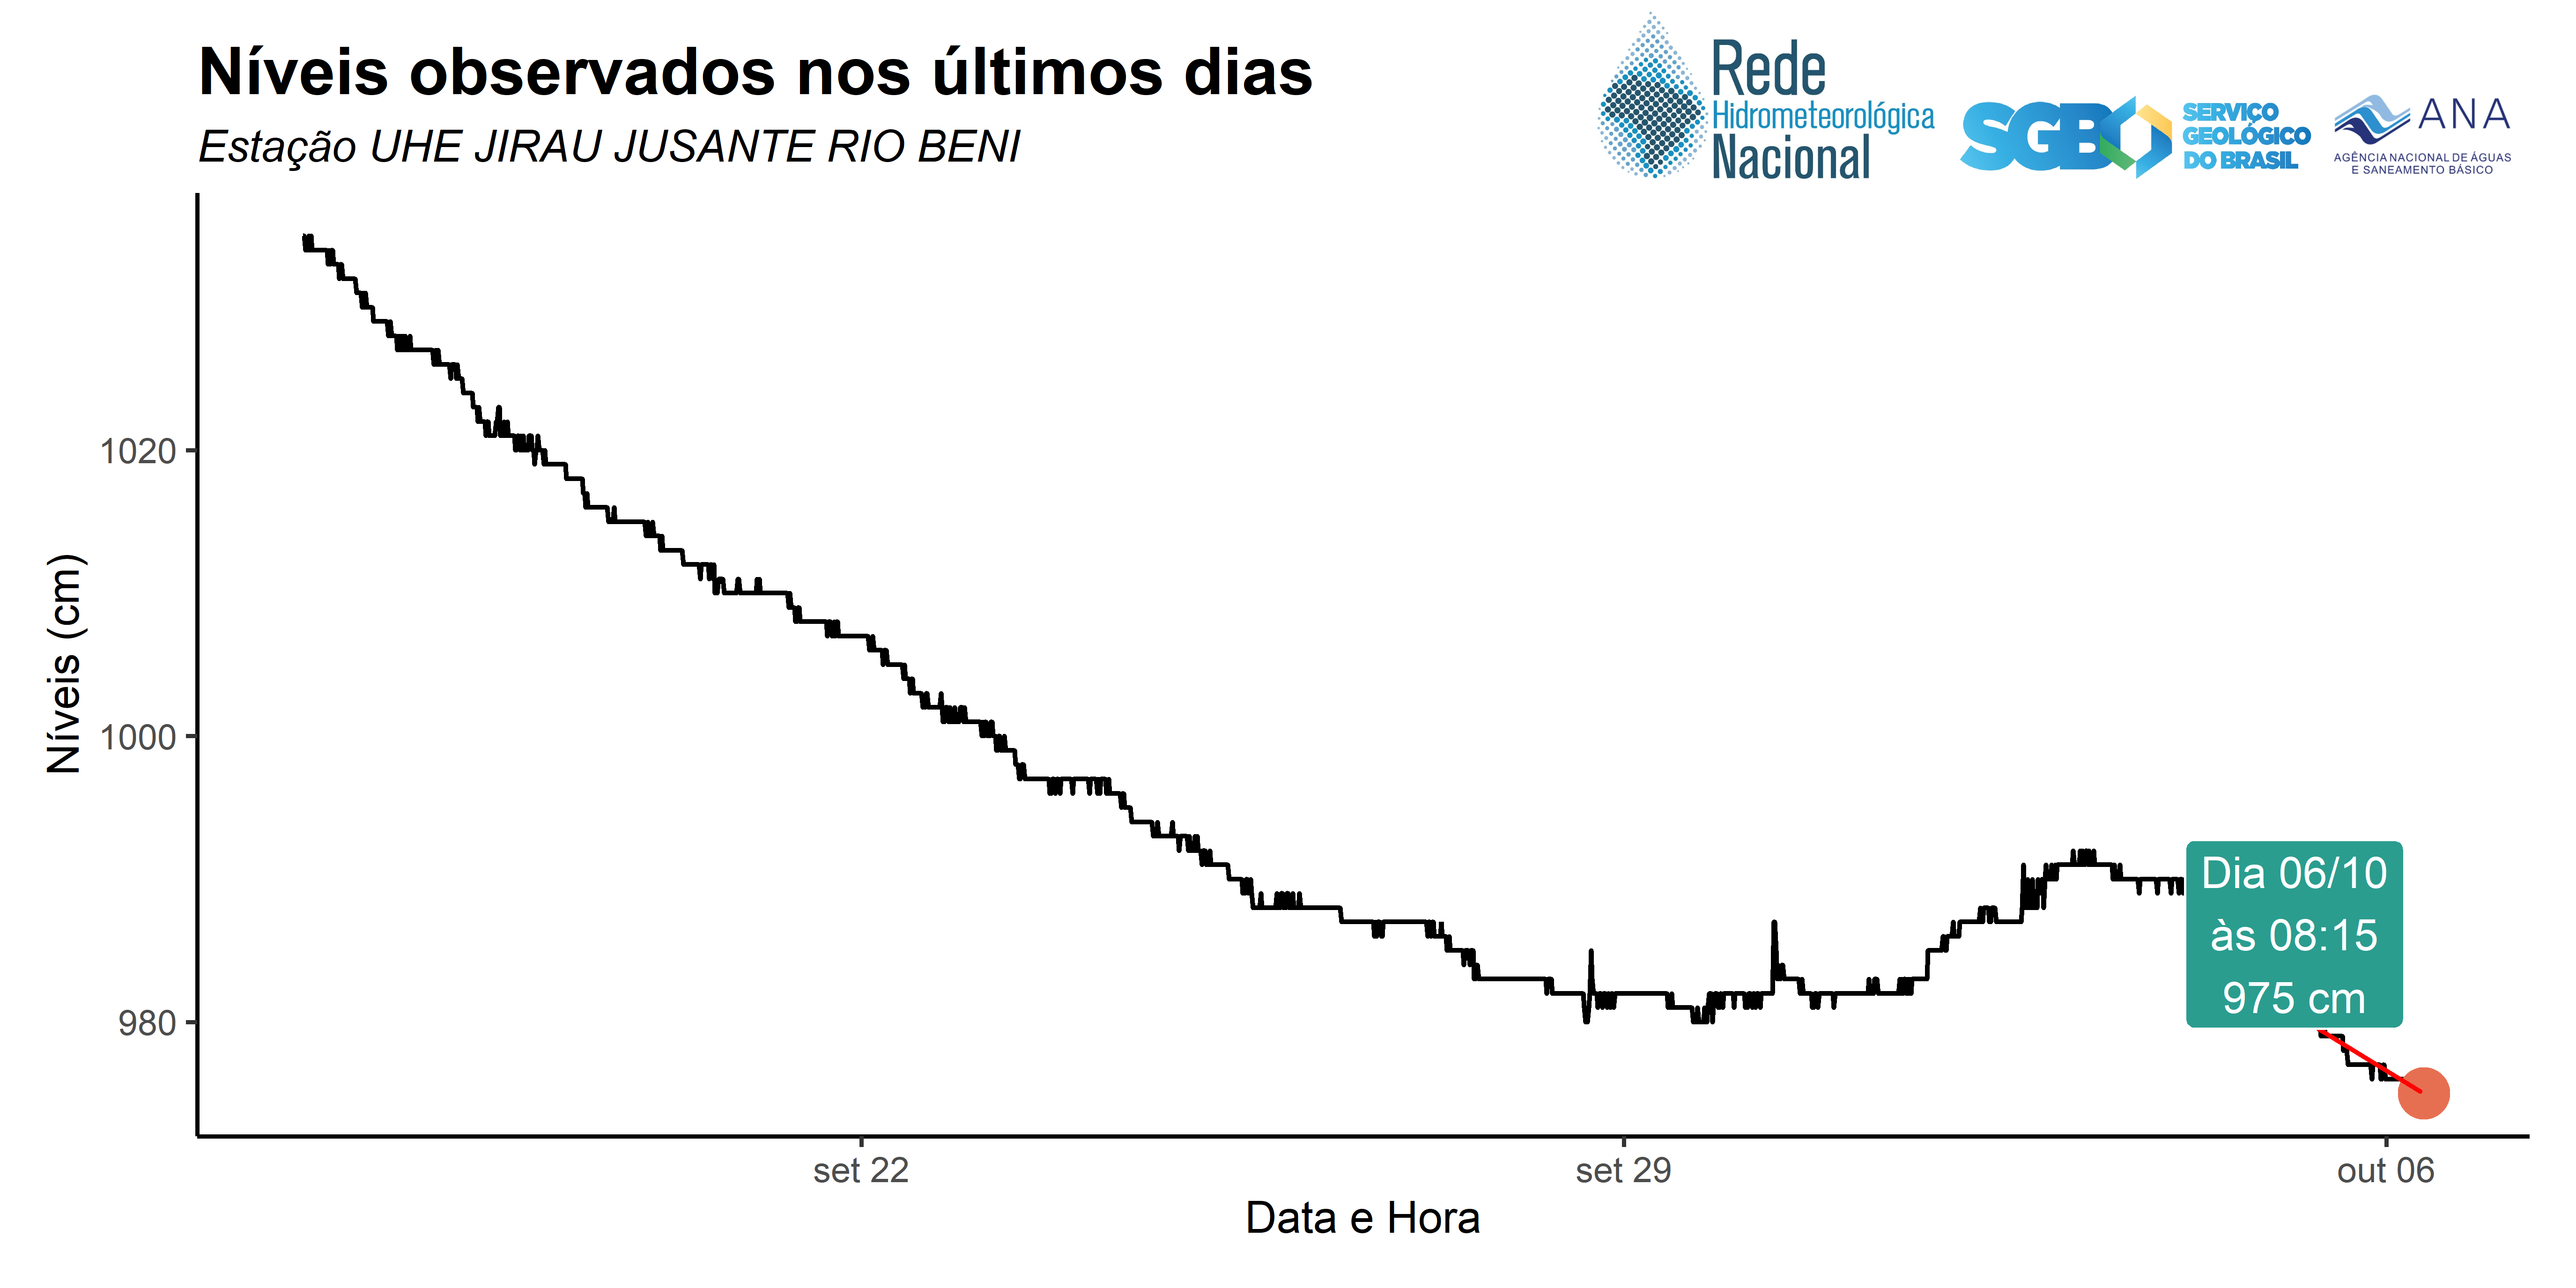 Níveis observados nos últimos dias
Estação UHE JIRAU JUSANTE RIO BENI
Rede
Hidrometeorológica
Nacional
SGB
SERVIÇO
GEOLÓGICO
DO BRASIL
ANA
AGÊNCIA NACIONAL DE ÁGUAS
E SANEAMENTO BÁSICO
Níveis (cm)
1020
1000
980
Dia 06/10
às 08:15
975 cm
set 22
set 29
out 06
Data e Hora